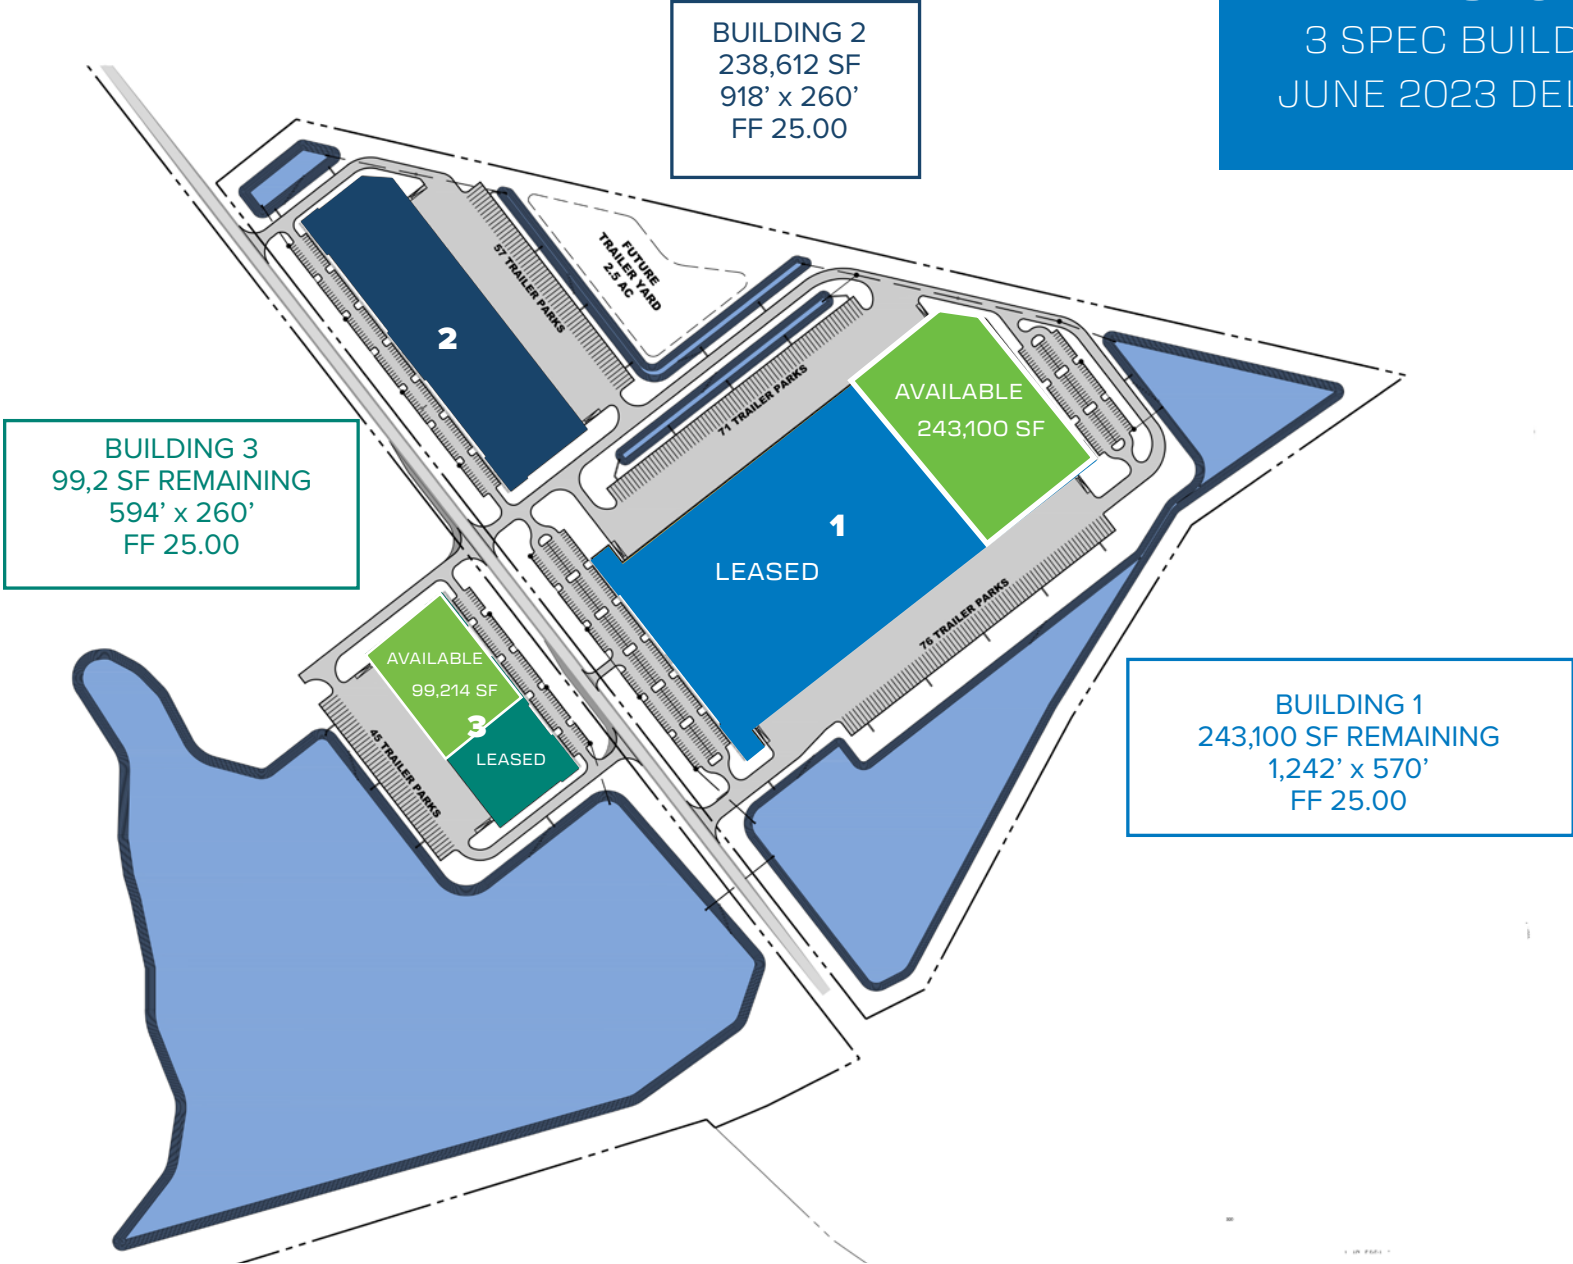 BUILDING 2
238,612 SF
918’ x 260’
FF 25.00
3 SPEC BUILD
JUNE 2023 DEL
57 TRAILER PARKS
FUTURE
TRAILER YARD
2.5 AC
2
71 TRAILER PARKS
AVAILABLE
243,100 SF
BUILDING 3
99,2 SF REMAINING
594’ x 260’
FF 25.00
1
LEASED
76 TRAILER PARKS
AVAILABLE
99,214 SF
3
LEASED
45 TRAILER PARKS
BUILDING 1
243,100 SF REMAINING
1,242’ x 570’
FF 25.00